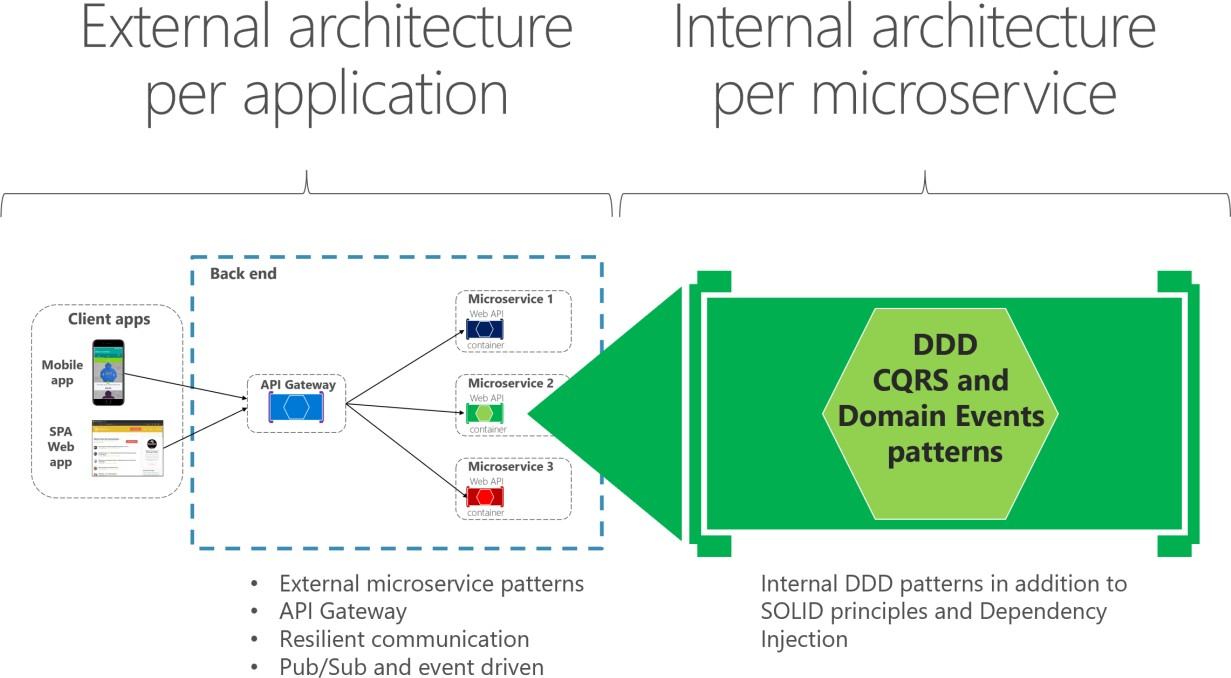 External architecture
per application
Internal architecture
per microservice
Back end
Client apps
Mobile
app
SPA
Web
app
API Gateway
Microservice 1
Web API
container
Microservice 2
Web API
container
Microservice 3
Web API
container
DDD
CQRS and
Domain Events
patterns
• External microservice patterns
• API Gateway
• Resilient communication
• Pub/Sub and event driven
Internal DDD patterns in addition to
SOLID principles and Dependency
Injection